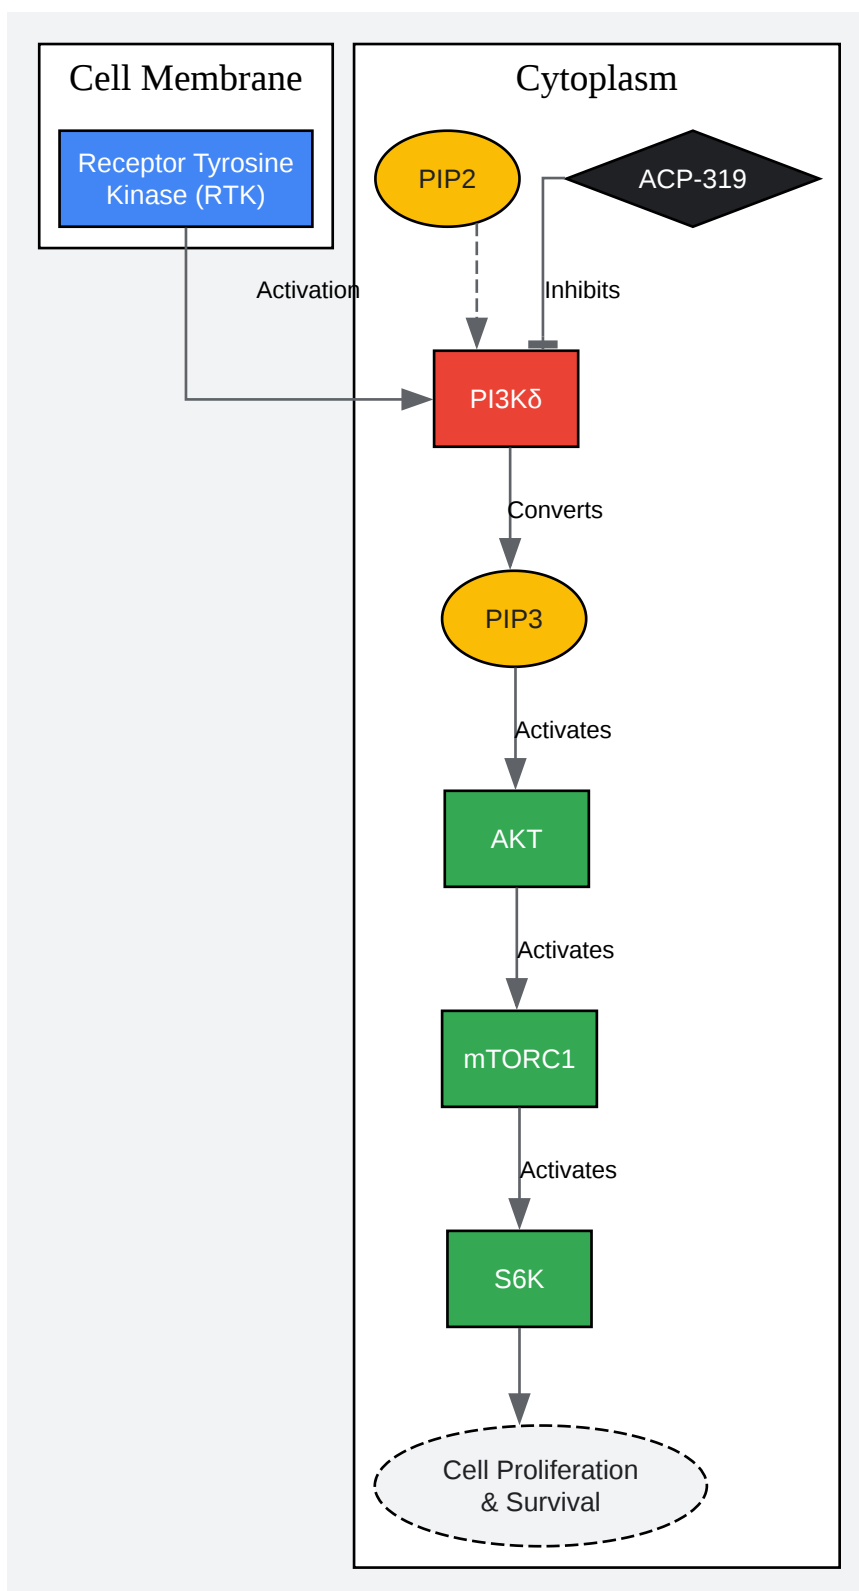 Cell Membrane
Cytoplasm
Receptor Tyrosine
Kinase (RTK)
PIP2
ACP-319
Activation
Inhibits
PI3Kδ
Converts
PIP3
Activates
AKT
Activates
mTORC1
Activates
S6K
Cell Proliferation
& Survival